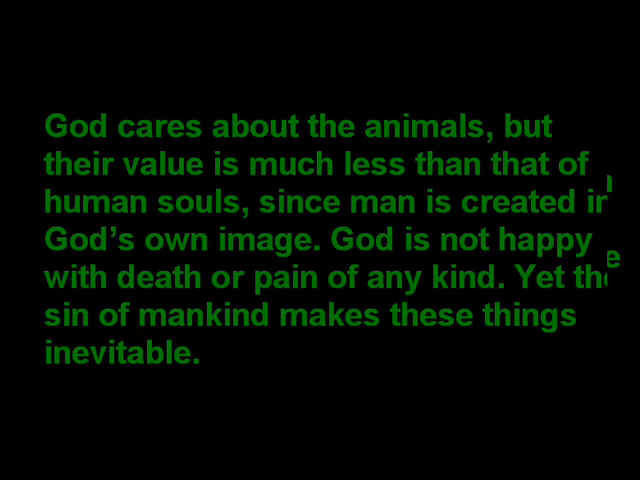 God cares about the animals, but
their value is much less than that of
human souls, since man is created in
God’s own image. God is not happy
with death or pain of any kind. Yet the
sin of mankind makes these things
inevitable.